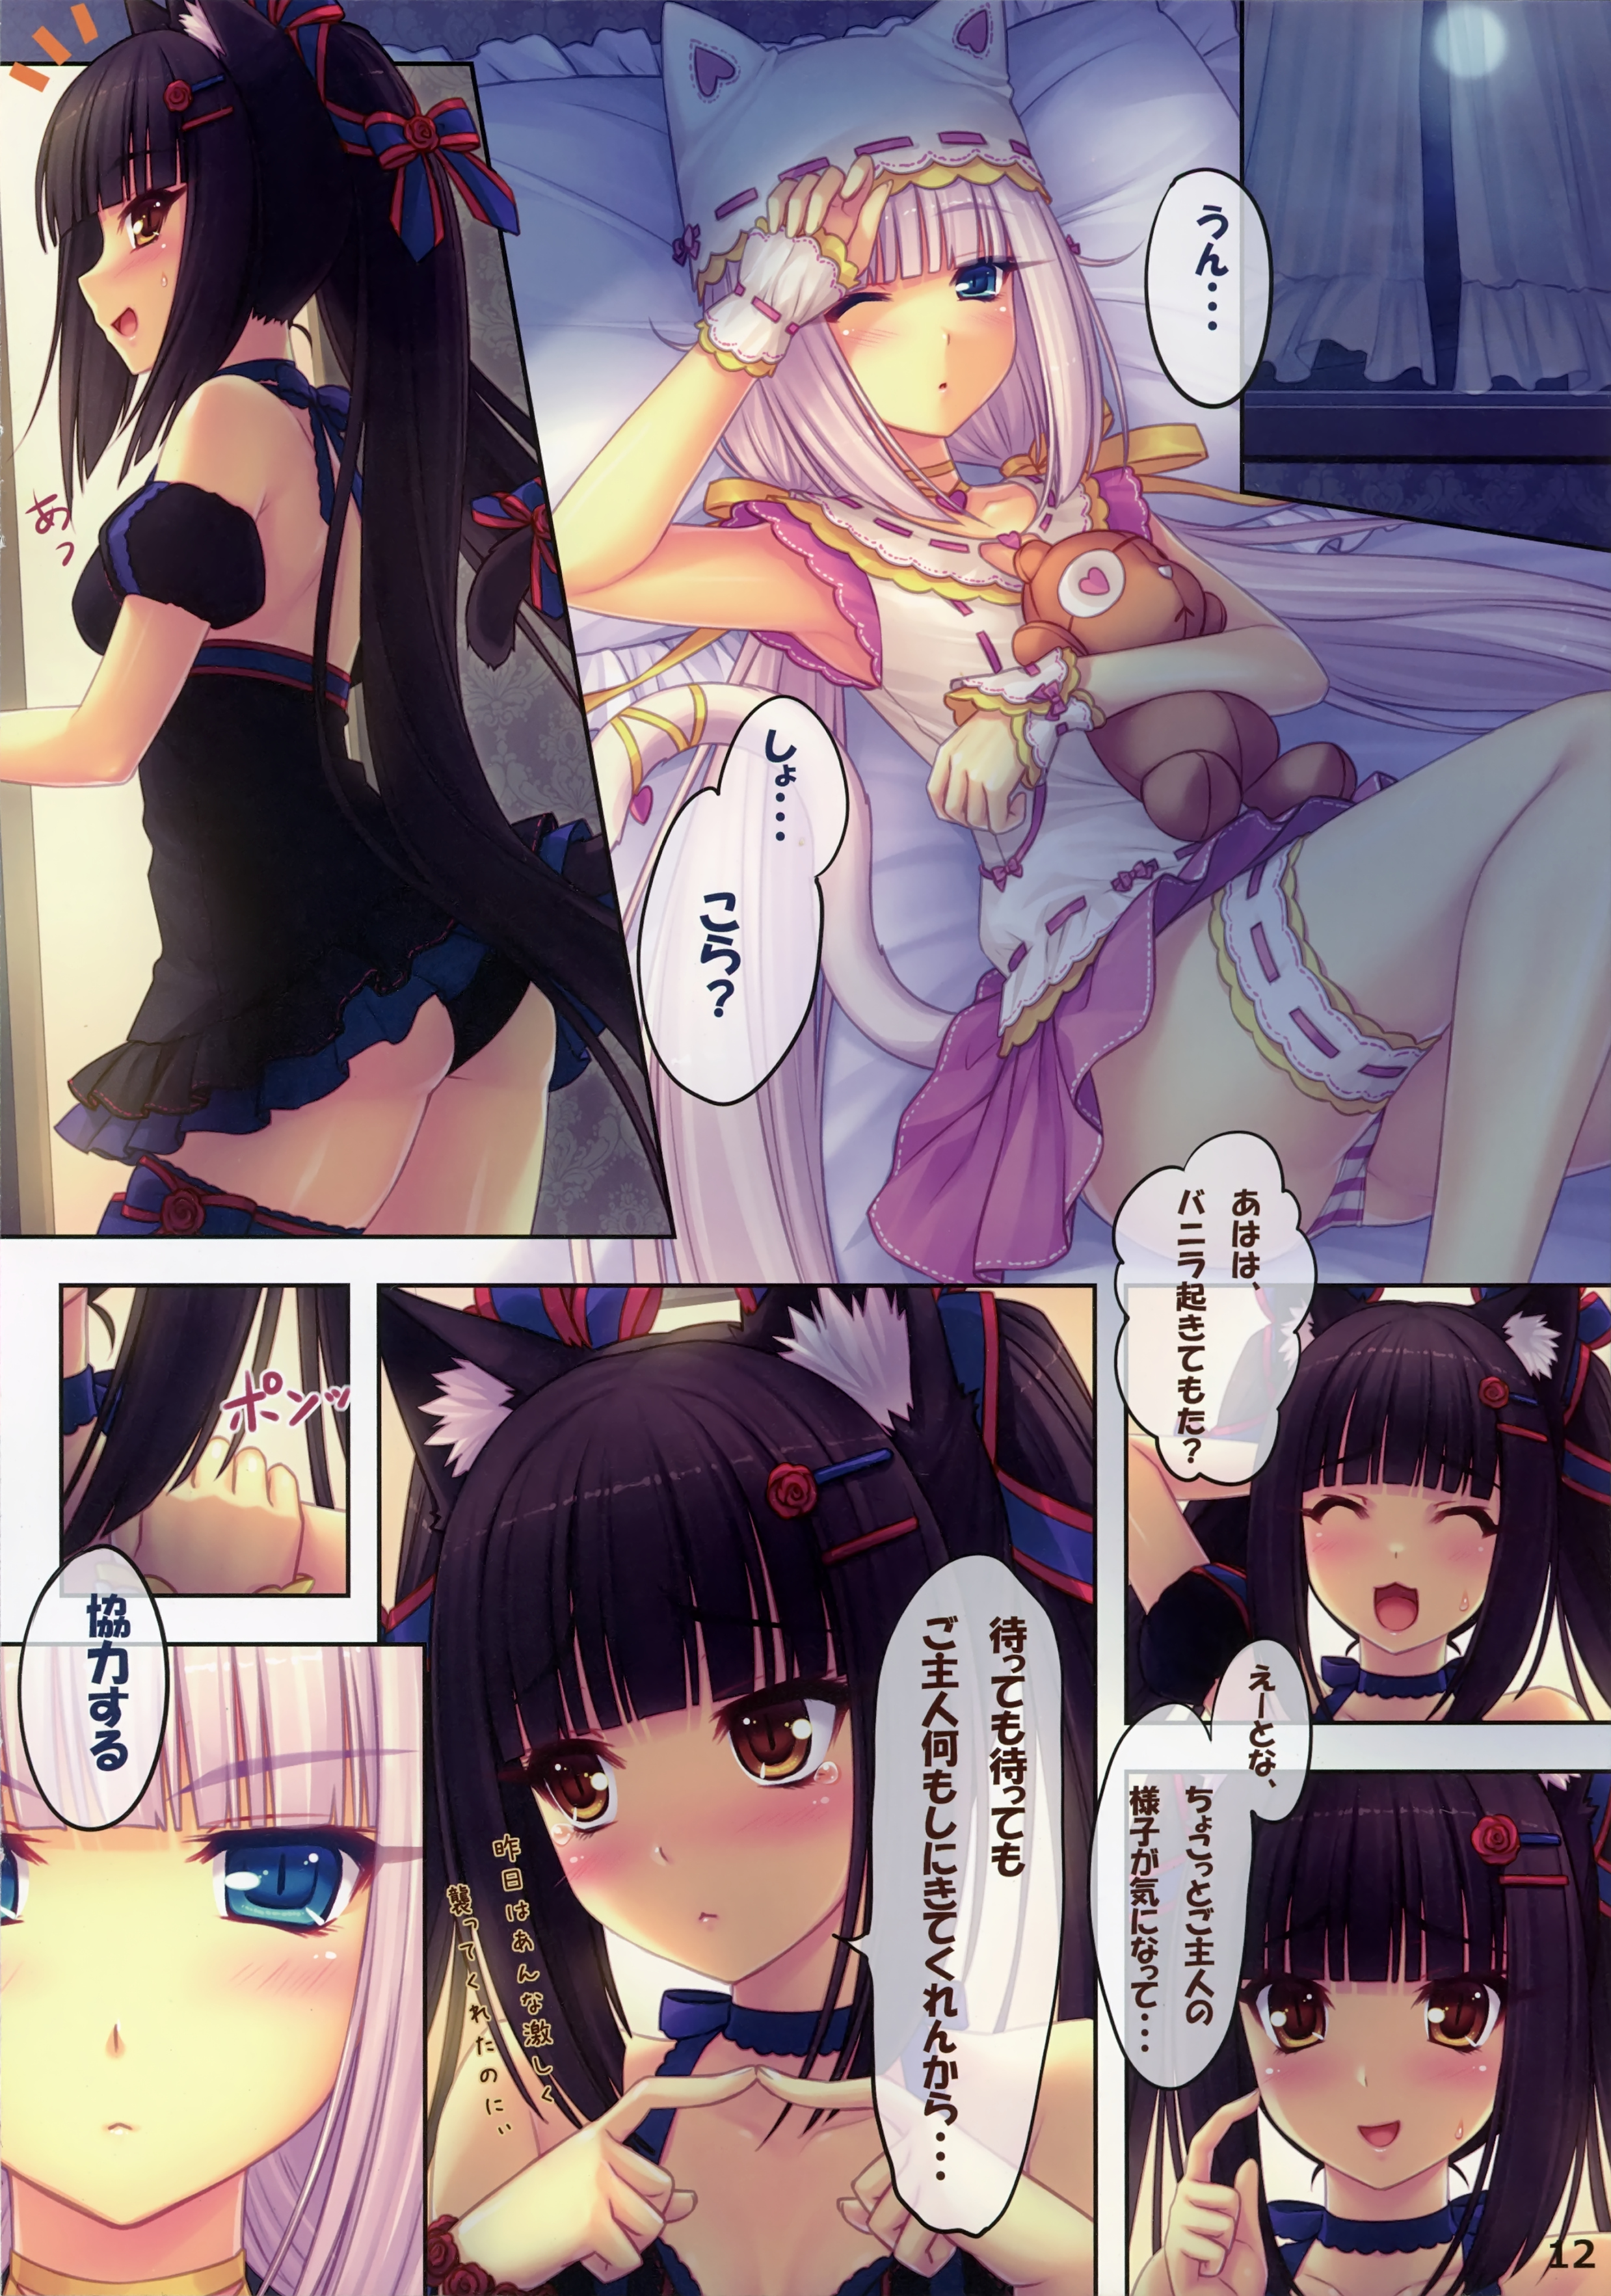 うん・・・
しょ・・・・
こら？
あっ
あはは、
バニラ起きてもた？
えーとな、
ちょこっとご主人の
様子が気になって・・・
待っても待っても
ご主人何もしにきてくれんから・・・
昨日はあんな激しく
襲ってくれたのにぃ
ポンッ
協力する
12